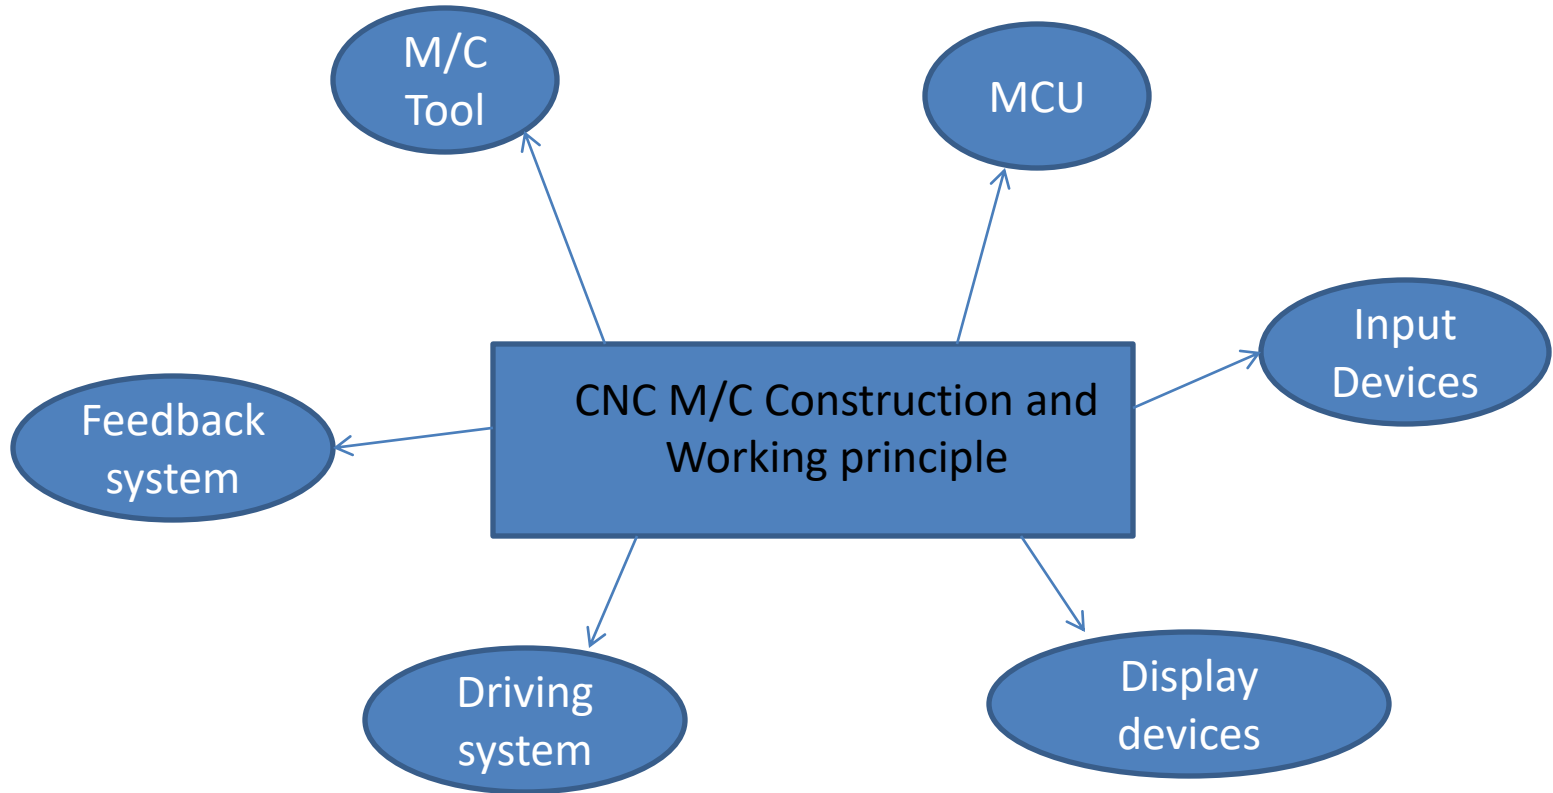 M/C
Tool
MCU
Input
Devices
CNC M/C Construction and
Working principle
Feedback
system
Driving
system
Display
devices